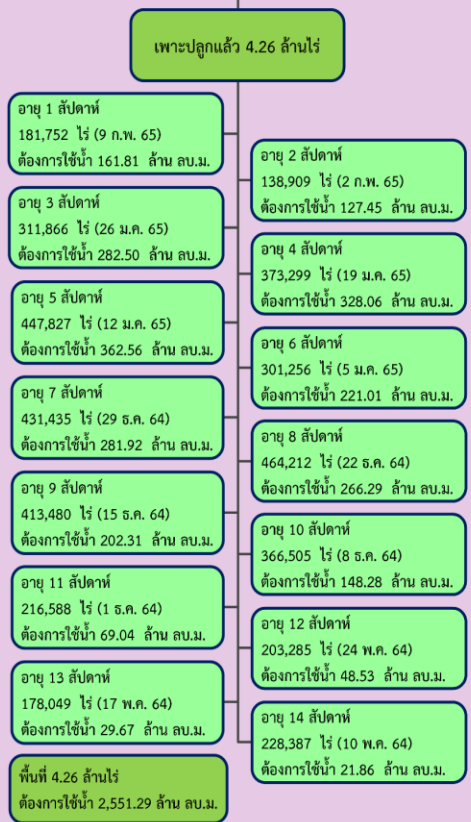 เพาะปลูกแล้ว 4.26 ล้านไร่
อายุ 1 สัปดาห์
181,752 ไร่ (9 ก.พ. 65)
ต้องการใช้น้ำ 161.81 ล้าน ลบ.ม.
อายุ 2 สัปดาห์
138,909 ไร่ (2 ก.พ. 65)
ต้องการใช้น้ำ 127.45 ล้าน ลบ.ม.
อายุ 3 สัปดาห์
311,866 ไร่ (26 ม.ค. 65)
ต้องการใช้น้ำ 282.50 ล้าน ลบ.ม.
อายุ 4 สัปดาห์
373,299 ไร่ (19 ม.ค. 65)
ต้องการใช้น้ำ 328.06 ล้าน ลบ.ม.
อายุ 5 สัปดาห์
447,827 ไร่ (12 ม.ค. 65)
ต้องการใช้น้ำ 362.56 ล้าน ลบ.ม.
อายุ 6 สัปดาห์
301,256 ไร่ (5 ม.ค. 65)
ต้องการใช้น้ำ 221.01 ล้าน ลบ.ม.
อายุ 7 สัปดาห์
431,435 ไร่ (29 ธ.ค. 64)
ต้องการใช้น้ำ 281.92 ล้าน ลบ.ม.
อายุ 8 สัปดาห์
464,212 ไร่ (22 ธ.ค. 64)
ต้องการใช้น้ำ 266.29 ล้าน ลบ.ม.
อายุ 9 สัปดาห์
413,480 ไร่ (15 ธ.ค. 64)
ต้องการใช้น้ำ 202.31 ล้าน ลบ.ม.
อายุ 10 สัปดาห์
366,505 ไร่ (8 ธ.ค. 64)
ต้องการใช้น้ำ 148.28 ล้าน ลบ.ม.
อายุ 11 สัปดาห์
216,588 ไร่ (1 ธ.ค. 64)
ต้องการใช้น้ำ 69.04 ล้าน ลบ.ม.
อายุ 12 สัปดาห์
203,285 ไร่ (24 พ.ค. 64)
ต้องการใช้น้ำ 48.53 ล้าน ลบ.ม.
อายุ 13 สัปดาห์
178,049 ไร่ (17 พ.ค. 64)
ต้องการใช้น้ำ 29.67 ล้าน ลบ.ม.
อายุ 14 สัปดาห์
228,387 ไร่ (10 พ.ค. 64)
ต้องการใช้น้ำ 21.86 ล้าน ลบ.ม.
พื้นที่ 4.26 ล้านไร่
ต้องการใช้น้ำ 2,551.29 ล้าน ลบ.ม.